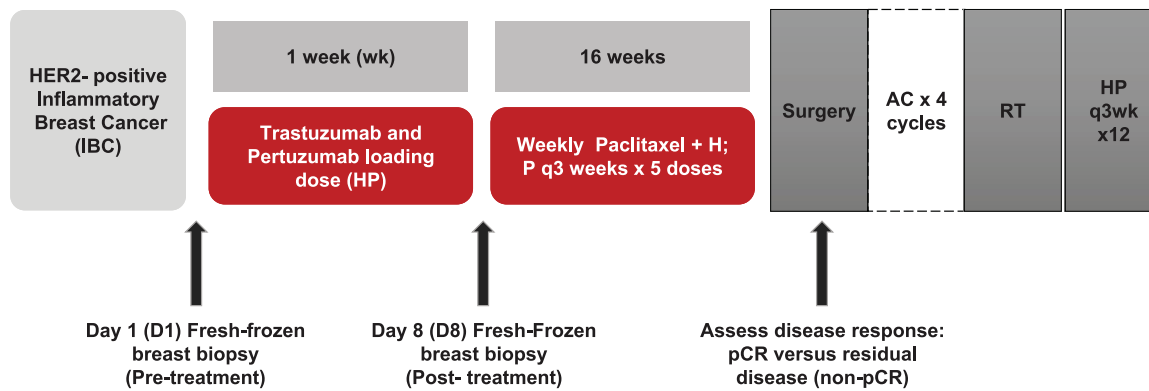 HER2- positive
Inflammatory
Breast Cancer
(IBC)
1 week (wk)
Trastuzumab and
Pertuzumab loading
dose (HP)
16 weeks
Weekly Paclitaxel + H;
P q3 weeks x 5 doses
Surgery
AC x 4
cycles
RT
HP
q3wk
x12
Day 1 (D1) Fresh-frozen
breast biopsy
(Pre-treatment)
Day 8 (D8) Fresh-Frozen
breast biopsy
(Post- treatment)
Assess disease response:
pCR versus residual
disease (non-pCR)